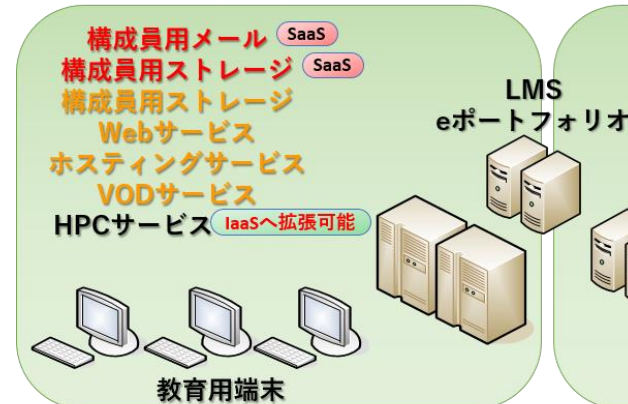 構成員用メール SaaS
構成員用ストレージ SaaS
構成員用ストレージ
Webサービス
ホスティングサービス
VODサービス
HPCサービス IaaSへ拡張可能
LMS
eポートフォリオ
教育用端末